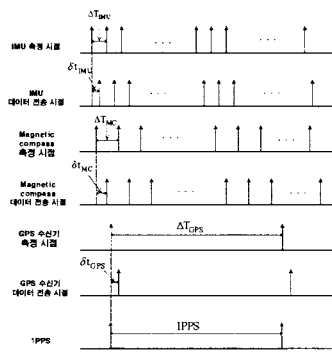 ΔT_IMU
IMU 측정 시점
δt_IMU
IMU
데이터 전송 시점
ΔT_MC
Magnetic
compass
측정 시점
δt_MC
Magnetic
compass
데이터 전송 시점
GPS 수신기
측정 시점
ΔT_GPS
δt_GPS
GPS 수신기
데이터 전송 시점
1PPS
1PPS